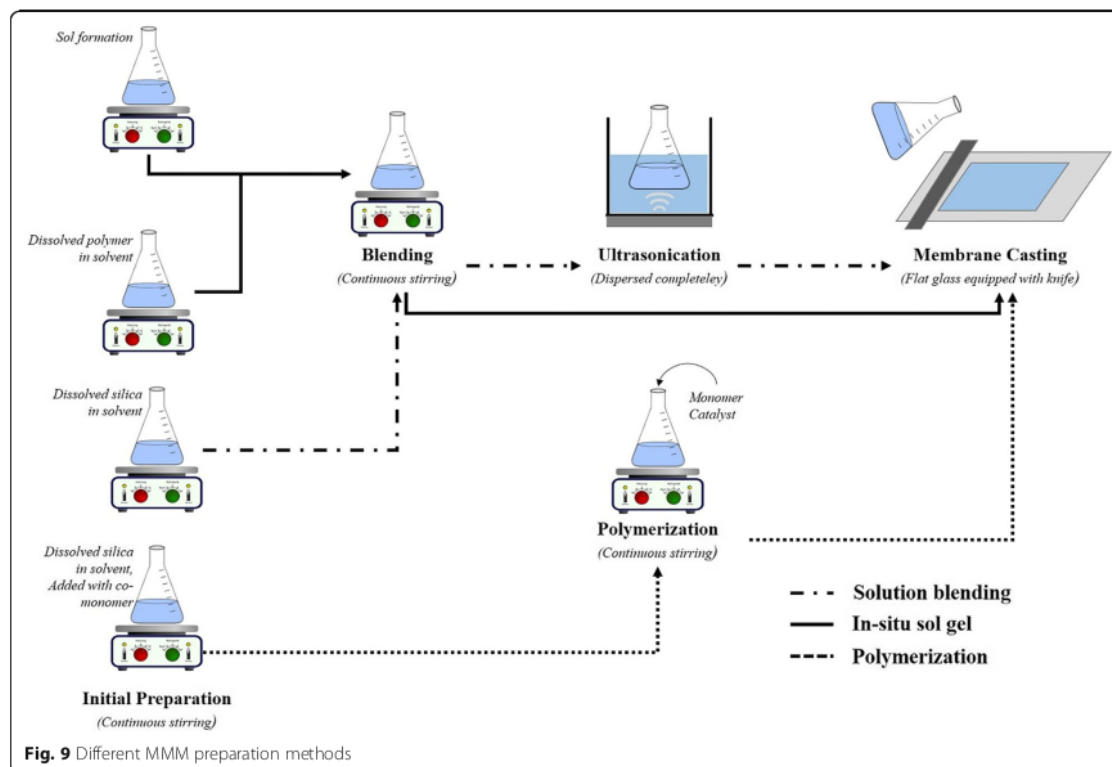 Sol formation
Dissolved polymer
in solvent
Blending
(Continuous stirring)
Ultrasonication
(Dispersed completeley)
Membrane Casting
(Flat glass equipped with knife)
Dissolved silica
in solvent
Monomer
Catalyst
Polymerization
(Continuous stirring)
Dissolved silica
in solvent,
Added with co-
monomer
Solution blending
In-situ sol gel
Polymerization
Initial Preparation
(Continuous stirring)
Fig. 9 Different MMM preparation methods